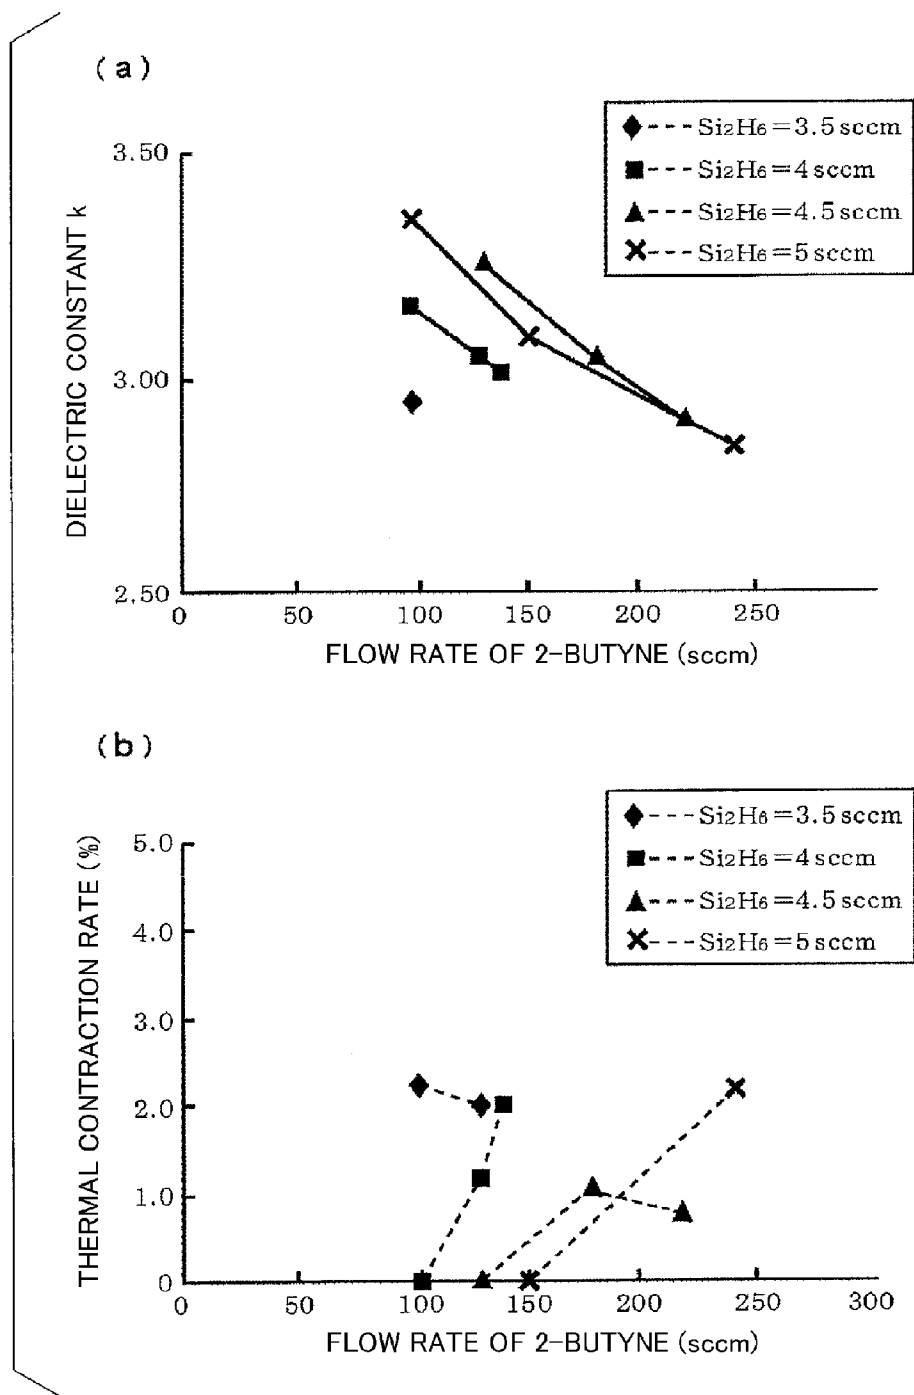 (a)
Si2H6=3.5sccm
Si2H6=4sccm
Si2H6=4.5sccm
Si2H6=5sccm
DIELECTRIC CONSTANT k
3.50
3.00
2.50
0 50 100 150 200 250
FLOW RATE OF 2-BUTYNE (sccm)
(b)
Si2H6=3.5sccm
Si2H6=4sccm
Si2H6=4.5sccm
Si2H6=5sccm
THERMAL CONTRACTION RATE (%)
5.0
4.0
3.0
2.0
1.0
0
0 50 100 150 200 250 300
FLOW RATE OF 2-BUTYNE (sccm)